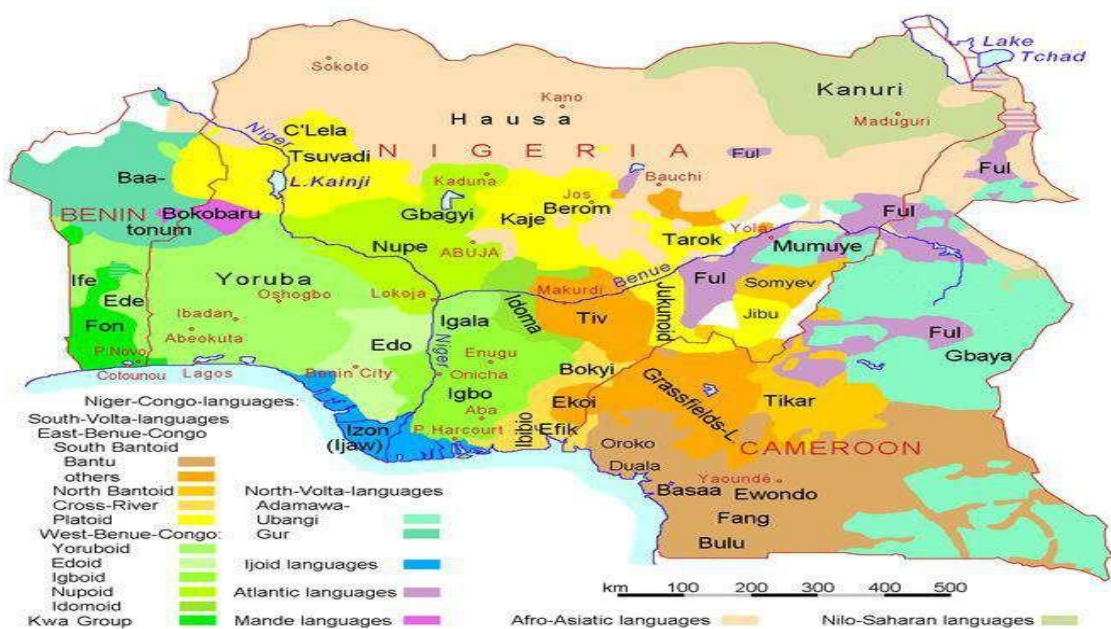 Lake
Tchad
Sokoto
Kanuri
Kano
Hausa
Maduguri
Niger
C'Lela
Tsuvadi
NIGERIA
Ful
Ful
L.Kainji
Kaduna
Bauchi
Baa-
tonum
BENIN
Bokobaru
Gbagyi
Jos
Berom
Kaje
Ful
Yola
Tarok
Mumuye
Nupe
ABUJA
Benue
Ful
Somyev
Ife
Yoruba
Ede
Oshogbo
Lokoja
Makurdi
Idoma
Jukunoid
Jibu
Fon
Ibadan
Abeokuta
Igala
Tiv
Ful
Gbaya
P.Novo
Edo
Niger
Enugu
Cotounou
Lagos
Benin City
Onicha
Bokyi
Igbo
Ekoi
Grassfields-L.
Tikar
Aba
Izon
(Ijaw)
P.Harcourt
Ibibio
Efik
Oroko
CAMEROON
Duala
Yaoundé
Basaa
Ewondo
Fang
Bulu
Niger-Congo-languages:
South-Volta-languages
East-Benue-Congo
South Bantoid
Bantu
others
North Bantoid
Cross-River
Platoid
West-Benue-Congo:
Yoruboid
Edoid
Igboid
Nupoid
Idomoid
Kwa Group
North-Volta-languages
Adamawa-
Ubangi
Gur
Ijoid languages
Atlantic languages
Mande languages
km 100 200 300 400 500
Afro-Asiatic languages
Nilo-Saharan languages